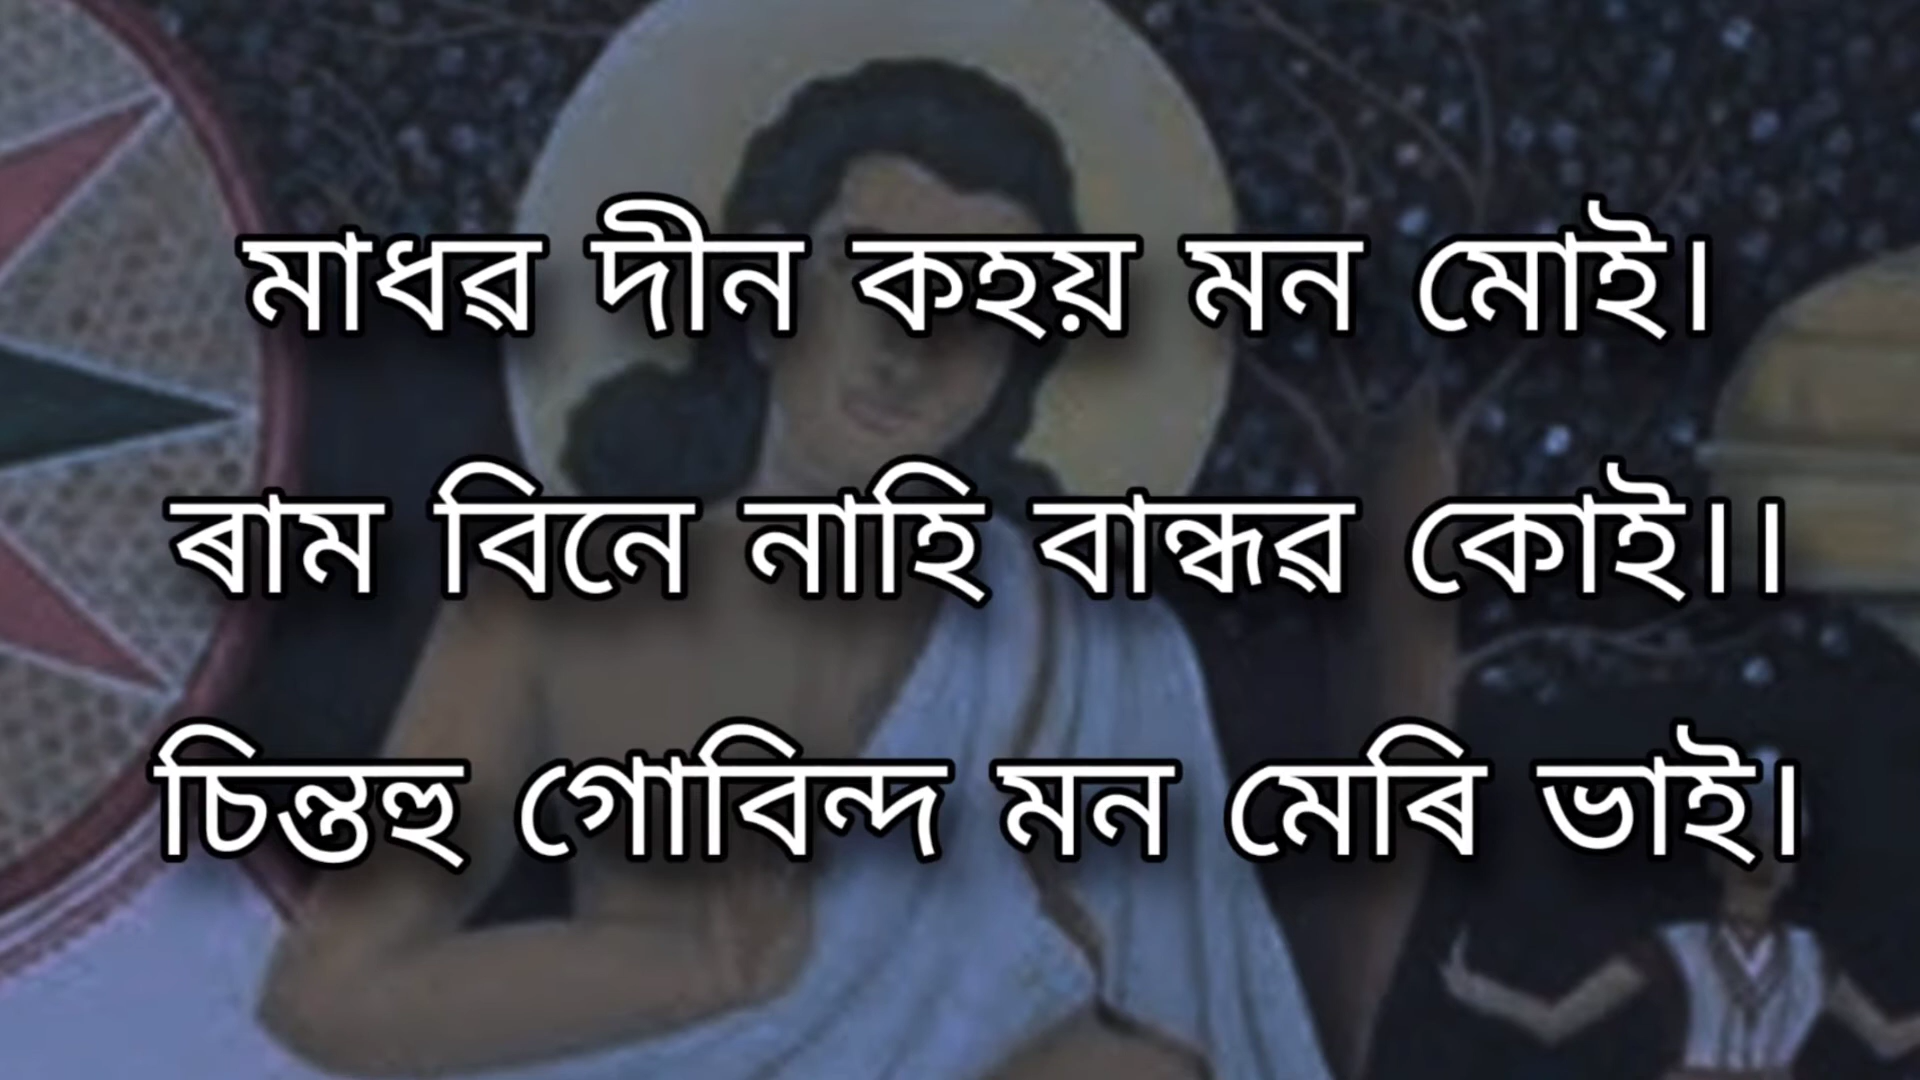 মাধৱ দীন কহয় মন মোই।
ৰাম বিনে নাহি বান্ধৱ কোই।।
চিন্তহু গোবিন্দ মন মেৰি ভাই।